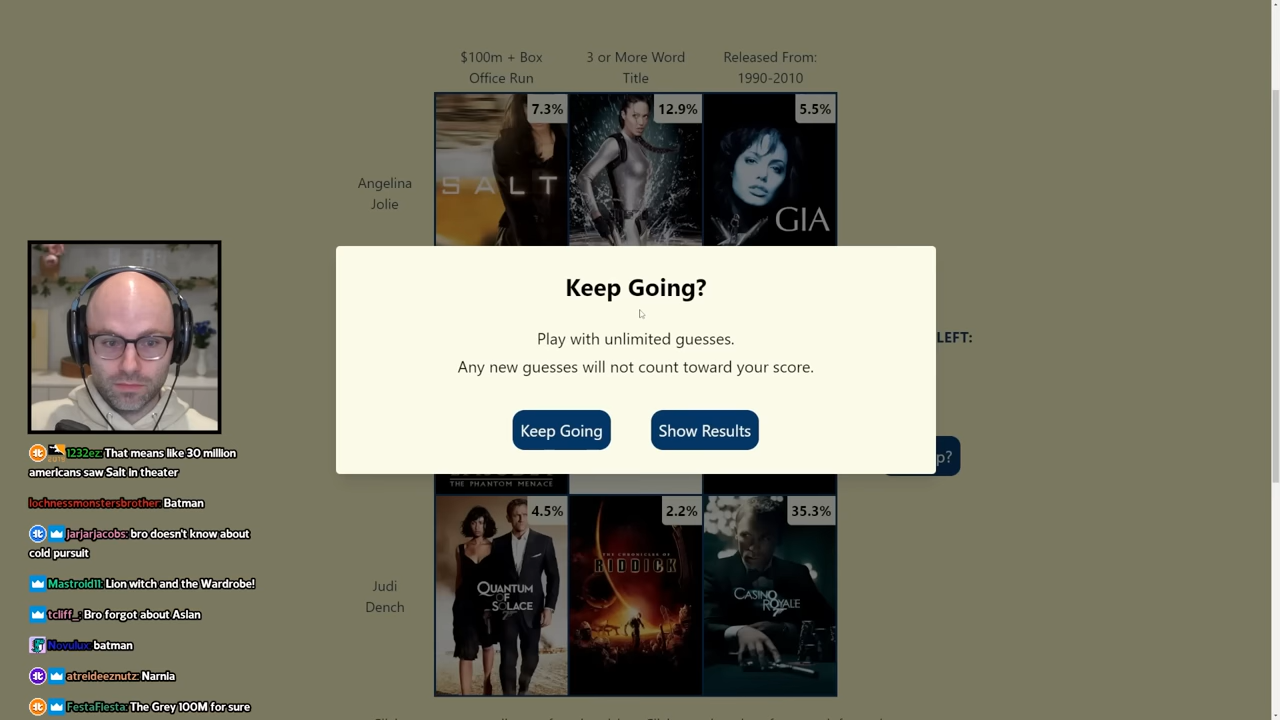 $100m + Box
Office Run
3 or More Word
Title
Released From:
1990-2010
7.3%
12.9%
5.5%
SALT
GIA
Angelina
Jolie
Keep Going?
Play with unlimited guesses.
Any new guesses will not count toward your score.
Keep Going
Show Results
LEFT:
p?
THE PHANTOM MENACE
4.5%
2.2%
35.3%
Judi
Dench
QUANTUM
OF
SOLACE
THE CHRONICLES OF
RIDDICK
CASINO
ROYALE
1232ez: That means like 30 million
americans saw Salt in theater
lochnessmonstersbrother: Batman
JarJarJacobs: bro doesn't know about
cold pursuit
Mastroid11: Lion witch and the Wardrobe!
tcliff_: Bro forgot about Aslan
Novulux: batman
atreideeznutz: Narnia
FestaFiesta: The Grey 100M for sure